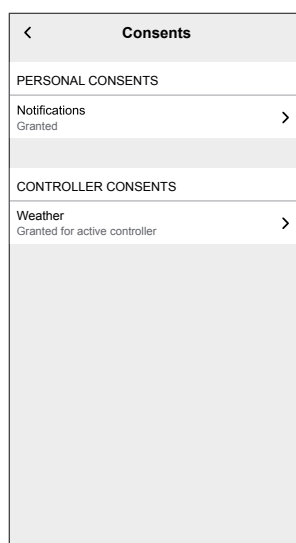 Consents
PERSONAL CONSENTS
Notifications
Granted
CONTROLLER CONSENTS
Weather
Granted for active controller